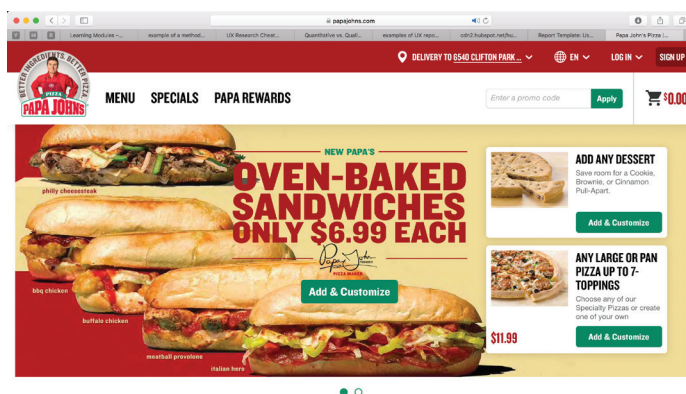 papajohns.com
Y
H
R
Learning Modules –...
example of a method...
UX Research Cheat...
Quantitative vs. Quali...
examples of UX repo...
cdn2.hubspot.net/hu...
Report Template: Us...
Papa John's Pizza |...
DELIVERY TO 6540 CLIFTON PARK ...
EN
LOG IN
SIGN UP
BETTER INGREDIENTS. BETTER PIZZA.
PIZZA
PAPA JOHNS
MENU
SPECIALS
PAPA REWARDS
Enter a promo code
Apply
$0.00
NEW PAPA'S
OVEN-BAKED
SANDWICHES
ONLY $6.99 EACH
Papa John
PIZZA MAKER
Add & Customize
philly cheesesteak
bbq chicken
buffalo chicken
meatball provolone
italian hero
ADD ANY DESSERT
Save room for a Cookie,
Brownie, or Cinnamon
Pull-Apart.
Add & Customize
ANY LARGE OR PAN
PIZZA UP TO 7-
TOPPINGS
Choose any of our
Specialty Pizzas or create
one of your own
$11.99
Add & Customize